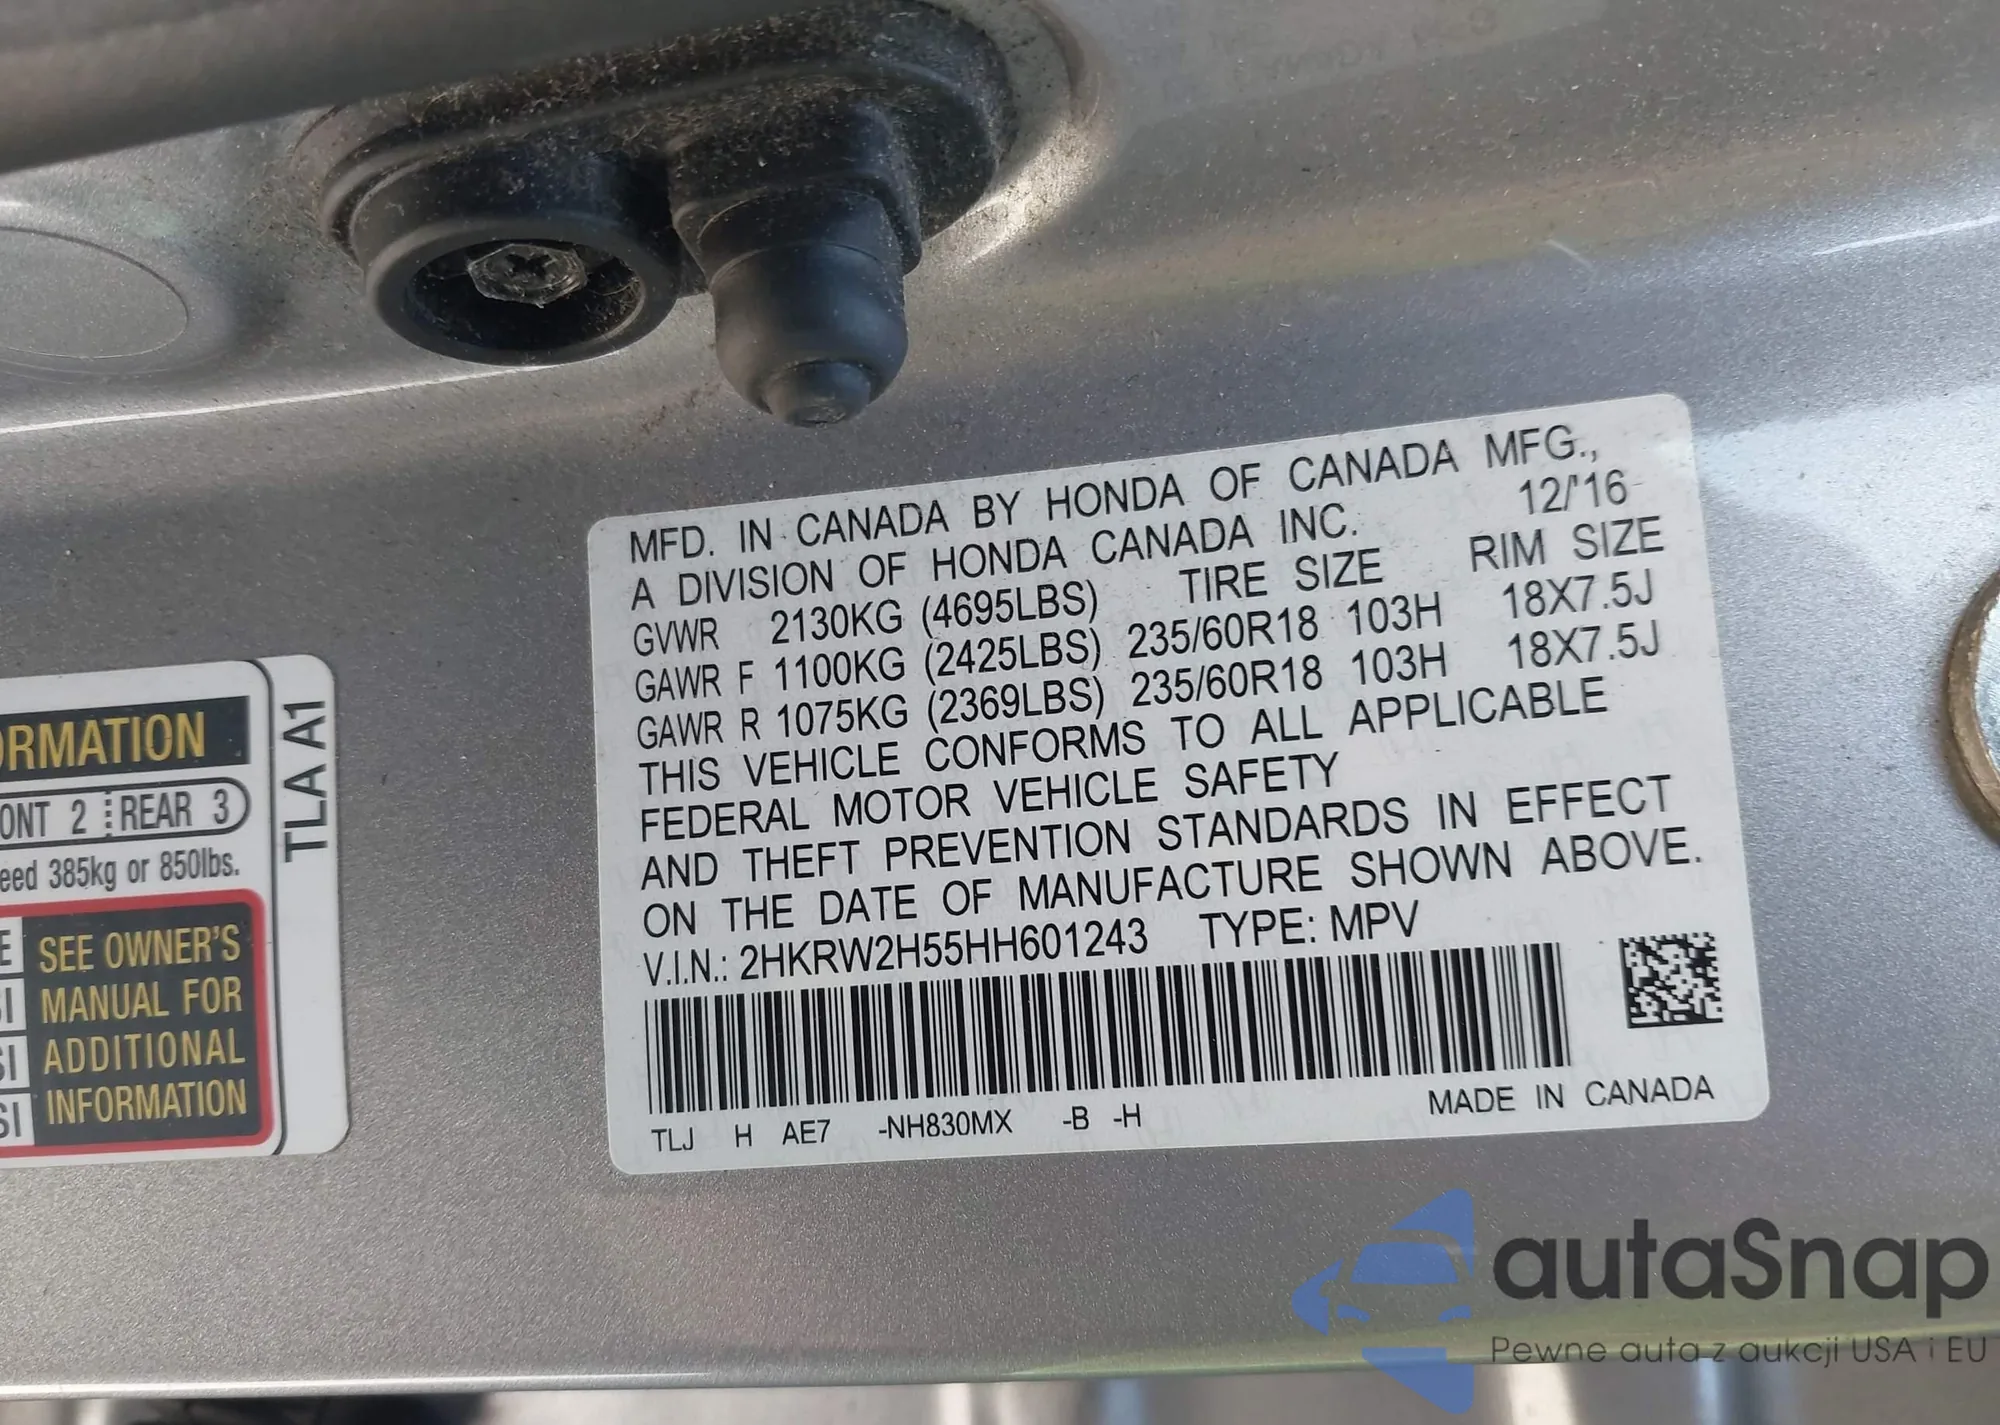 MFD. IN CANADA BY HONDA OF CANADA MFG.,
A DIVISION OF HONDA CANADA INC. 12/'16
GVWR 2130KG (4695LBS) TIRE SIZE RIM SIZE
GAWR F 1100KG (2425LBS) 235/60R18 103H 18X7.5J
GAWR R 1075KG (2369LBS) 235/60R18 103H 18X7.5J
THIS VEHICLE CONFORMS TO ALL APPLICABLE
FEDERAL MOTOR VEHICLE SAFETY
AND THEFT PREVENTION STANDARDS IN EFFECT
ON THE DATE OF MANUFACTURE SHOWN ABOVE.
V.I.N.: 2HKRW2H55HH601243 TYPE: MPV
TLJ H AE7 -NH830MX -B -H
MADE IN CANADA
ORMATION
ONT 2 REAR 3
eed 385kg or 850lbs.
E
SI
SI
SI
SEE OWNER'S
MANUAL FOR
ADDITIONAL
INFORMATION
TLA A1
autaSnap
Pewne auta z aukcji USA i EU